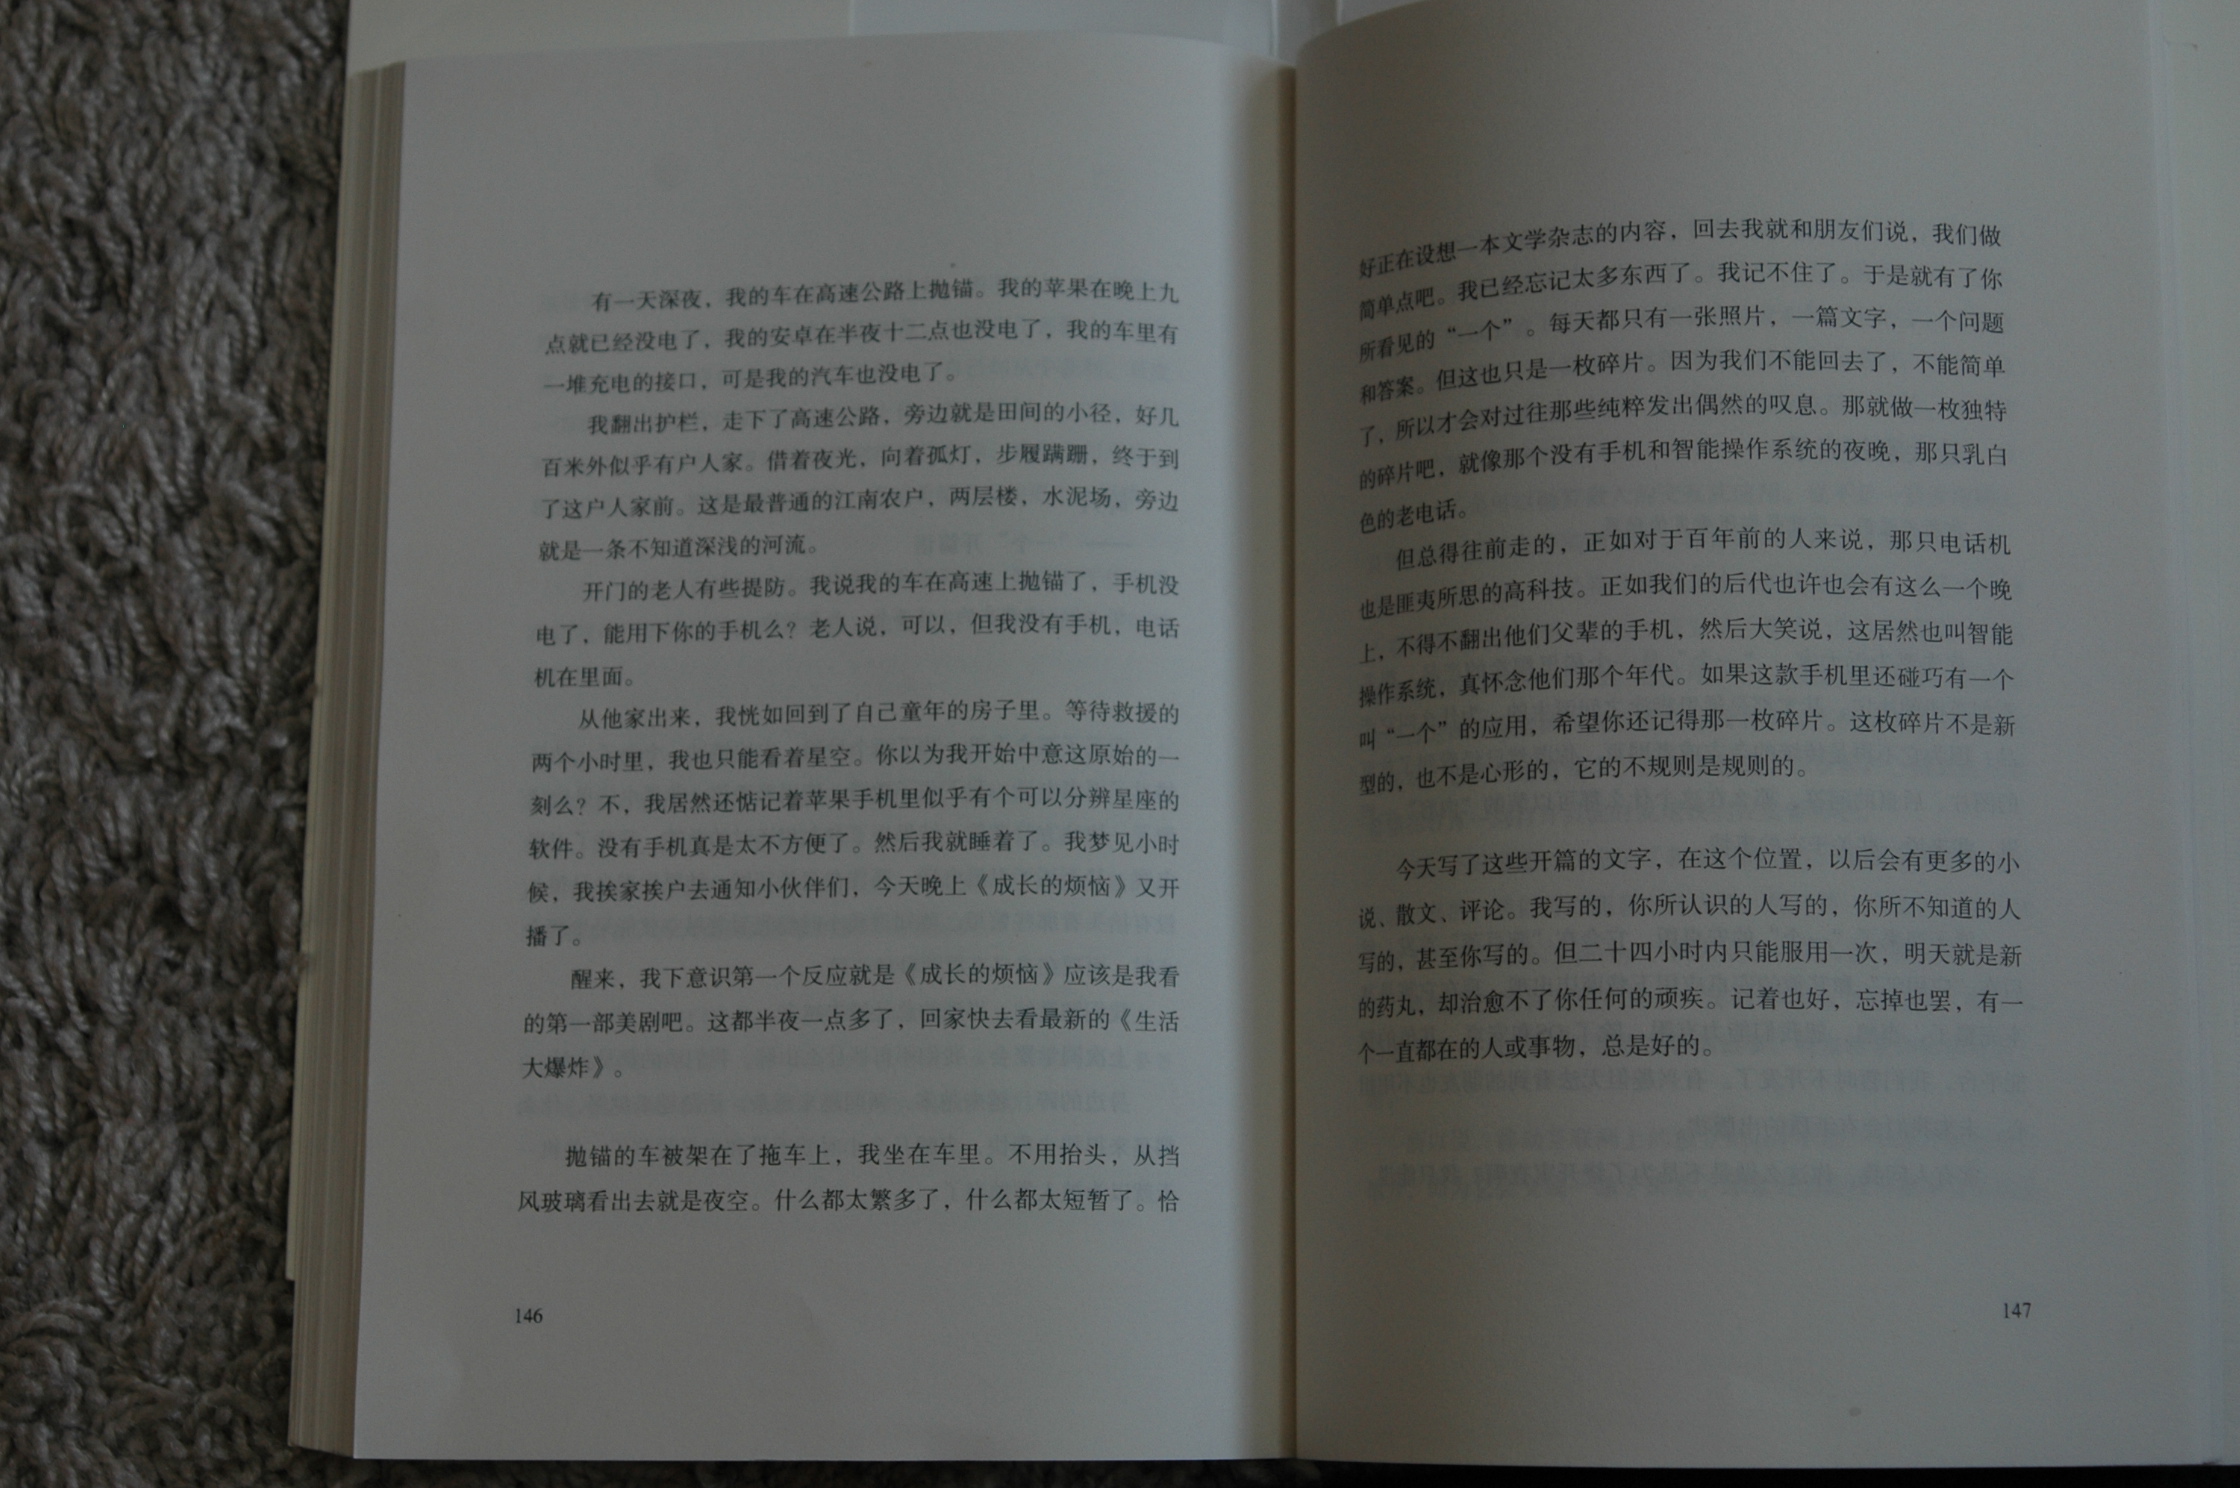 有一天深夜，我的车在高速公路上抛锚。我的苹果在晚上九
点就已经没电了，我的安卓在半夜十二点也没电了，我的车里有
一堆充电的接口，可是我的汽车也没电了。
我翻出护栏，走下了高速公路，旁边就是田间的小径，好几
百米外似乎有户人家。借着夜光，向着孤灯，步履蹒跚，终于到
了这户人家前。这是最普通的江南农户，两层楼，水泥场，旁边
就是一条不知道深浅的河流。
开门的老人有些提防。我说我的车在高速上抛锚了，手机没
电了，能用下你的手机么？老人说，可以，但我没有手机，电话
机在里面。
从他家出来，我恍如回到了自己童年的房子里。等待救援的
两个小时里，我也只能看着星空。你以为我开始中意这原始的一
刻么？不，我居然还惦记着苹果手机里似乎有个可以分辨星座的
软件。没有手机真是太不方便了。然后我就睡着了。我梦见小时
候，我挨家挨户去通知小伙伴们，今天晚上《成长的烦恼》又开
播了。
醒来，我下意识第一个反应就是《成长的烦恼》应该是我看
的第一部美剧吧。这都半夜一点多了，回家快去看最新的《生活
大爆炸》。
抛锚的车被架在了拖车上，我坐在车里。不用抬头，从挡
风玻璃看出去就是夜空。什么都太繁多了，什么都太短暂了。恰
146
好正在设想一本文学杂志的内容，回去我就和朋友们说，我们做
简单点吧。我已经忘记太多东西了。我记不住了。于是就有了你
所看见的“一个”。每天都只有一张照片，一篇文字，一个问题
和答案。但这也只是一枚碎片。因为我们不能回去了，不能简单
了，所以才会对过往那些纯粹发出偶然的叹息。那就做一枚独特
的碎片吧，就像那个没有手机和智能操作系统的夜晚，那只乳白
色的老电话。
但总得往前走的，正如对于百年前的人来说，那只电话机
也是匪夷所思的高科技。正如我们的后代也许也会有这么一个晚
上，不得不翻出他们父辈的手机，然后大笑说，这居然也叫智能
操作系统，真怀念他们那个年代。如果这款手机里还碰巧有一个
叫“一个”的应用，希望你还记得那一枚碎片。这枚碎片不是新
型的，也不是心形的，它的不规则是规则的。
今天写了这些开篇的文字，在这个位置，以后会有更多的小
说、散文、评论。我写的，你所认识的人写的，你所不知道的人
写的，甚至你写的。但二十四小时内只能服用一次，明天就是新
的药丸，却治愈不了你任何的顽疾。记着也好，忘掉也罢，有一
个一直都在的人或事物，总是好的。
147